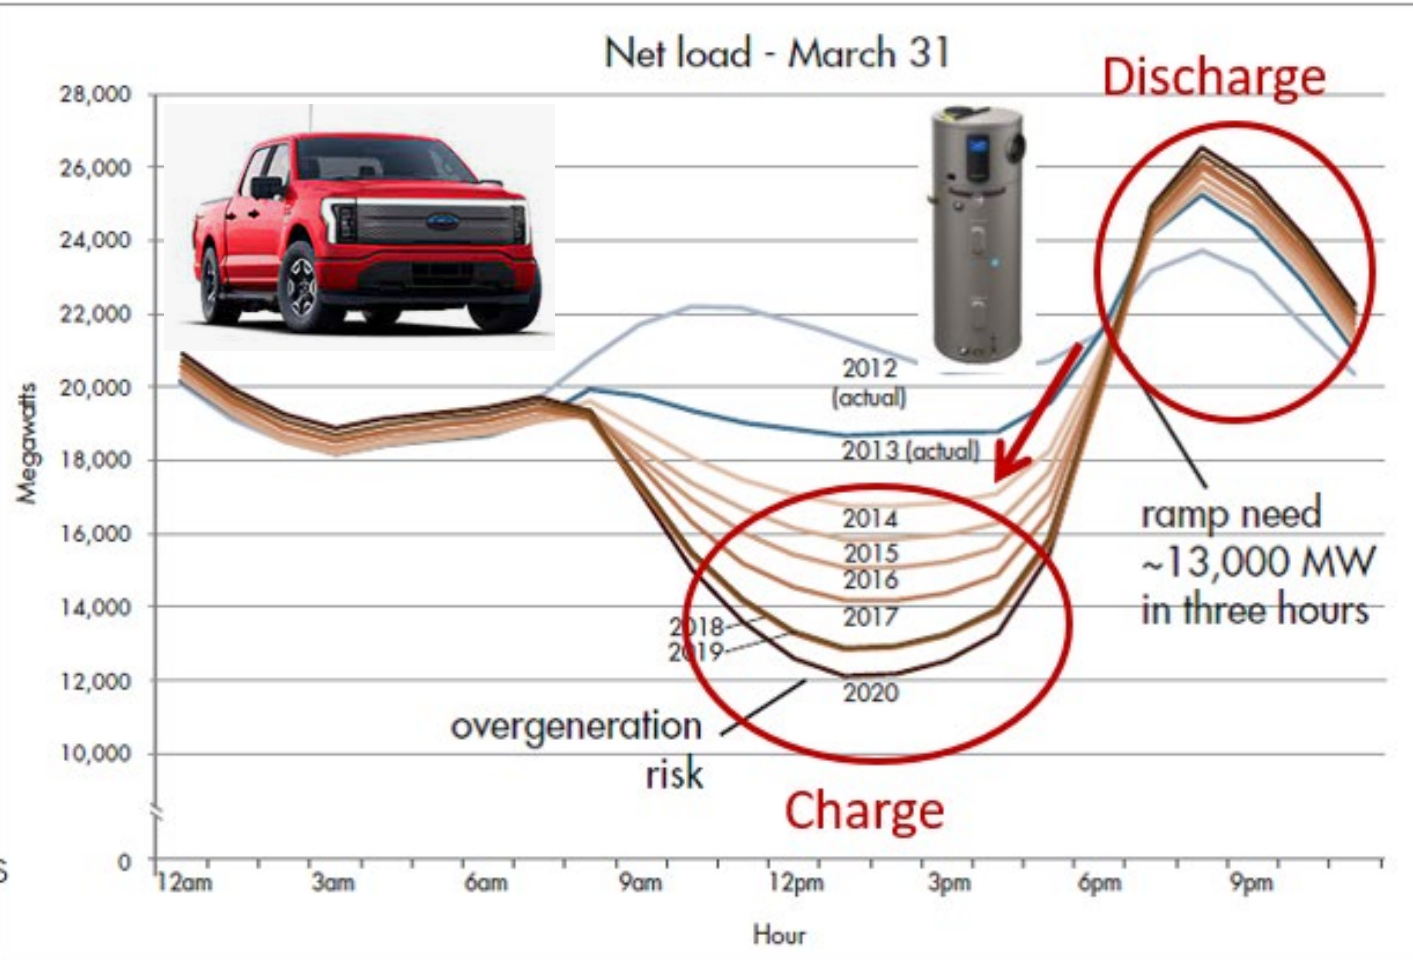 Net load - March 31
Discharge
28,000
26,000
24,000
22,000
20,000
18,000
16,000
14,000
12,000
10,000
0
Megawatts
2012
(actual)
2013 (actual)
2014
2015
2016
2017
2018
2019
2020
ramp need
~13,000 MW
in three hours
overgeneration
risk
Charge
s
12am
3am
6am
9am
12pm
3pm
6pm
9pm
Hour